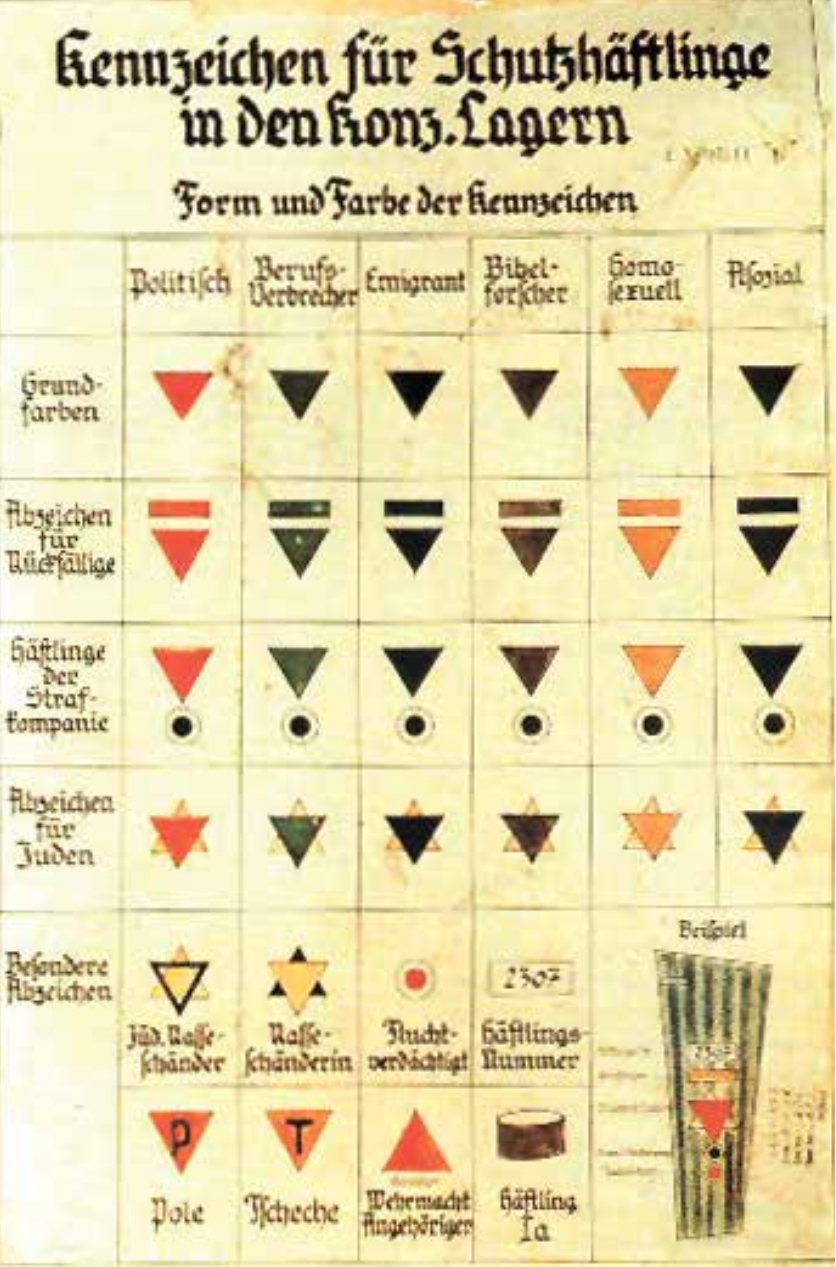 Kennzeichen für Schutzhäftlinge
in den Konz.Lagern
Form und Farbe der Kennzeichen
Politisch
Berufs-
Verbrecher
Emigrant
Bibel-
forscher
Homo-
sexuell
Asozial
Grund-
farben
Abzeichen
für
Rückfällige
Häftlinge
der
Straf-
kompanie
Abzeichen
für
Juden
Besondere
Abzeichen
Jüd. Rasse-
schänder
Rasse-
schänderin
Flucht-
verdächtigt
2307
Häftlings-
Nummer
Beispiel
P
Pole
T
Tscheche
Wehrmacht
Angehöriger
Häftling
Ia